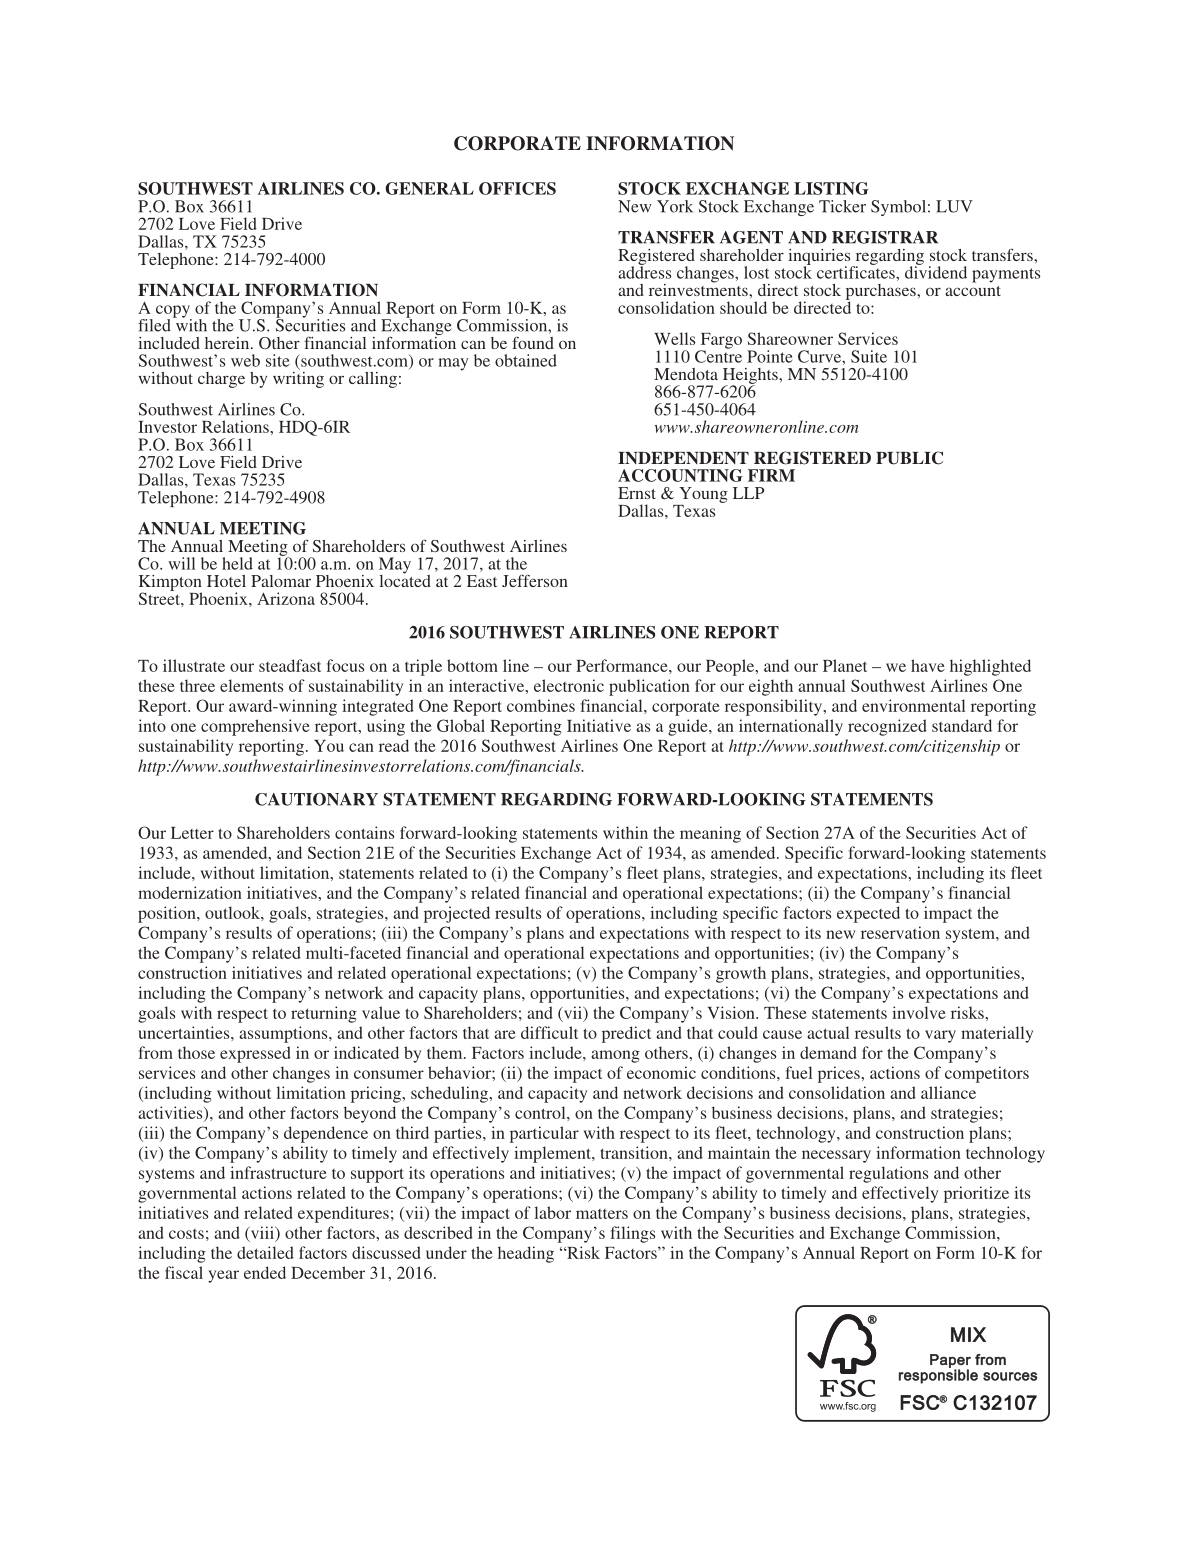 CORPORATE INFORMATION
SOUTHWEST AIRLINES CO. GENERAL OFFICES
P.O. Box 36611
2702 Love Field Drive
Dallas, TX 75235
Telephone: 214-792-4000
FINANCIAL INFORMATION
A copy of the Company’s Annual Report on Form 10-K, as
filed with the U.S. Securities and Exchange Commission, is
included herein. Other financial information can be found on
Southwest’s web site (southwest.com) or may be obtained
without charge by writing or calling:
Southwest Airlines Co.
Investor Relations, HDQ-6IR
P.O. Box 36611
2702 Love Field Drive
Dallas, Texas 75235
Telephone: 214-792-4908
ANNUAL MEETING
The Annual Meeting of Shareholders of Southwest Airlines
Co. will be held at 10:00 a.m. on May 17, 2017, at the
Kimpton Hotel Palomar Phoenix located at 2 East Jefferson
Street, Phoenix, Arizona 85004.
STOCK EXCHANGE LISTING
New York Stock Exchange Ticker Symbol: LUV
TRANSFER AGENT AND REGISTRAR
Registered shareholder inquiries regarding stock transfers,
address changes, lost stock certificates, dividend payments
and reinvestments, direct stock purchases, or account
consolidation should be directed to:
Wells Fargo Shareowner Services
1110 Centre Pointe Curve, Suite 101
Mendota Heights, MN 55120-4100
866-877-6206
651-450-4064
www.shareowneronline.com
INDEPENDENT REGISTERED PUBLIC
ACCOUNTING FIRM
Ernst & Young LLP
Dallas, Texas
2016 SOUTHWEST AIRLINES ONE REPORT
To illustrate our steadfast focus on a triple bottom line – our Performance, our People, and our Planet – we have highlighted
these three elements of sustainability in an interactive, electronic publication for our eighth annual Southwest Airlines One
Report. Our award-winning integrated One Report combines financial, corporate responsibility, and environmental reporting
into one comprehensive report, using the Global Reporting Initiative as a guide, an internationally recognized standard for
sustainability reporting. You can read the 2016 Southwest Airlines One Report at http://www.southwest.com/citizenship or
http://www.southwestairlinesinvestorrelations.com/financials.
CAUTIONARY STATEMENT REGARDING FORWARD-LOOKING STATEMENTS
Our Letter to Shareholders contains forward-looking statements within the meaning of Section 27A of the Securities Act of
1933, as amended, and Section 21E of the Securities Exchange Act of 1934, as amended. Specific forward-looking statements
include, without limitation, statements related to (i) the Company’s fleet plans, strategies, and expectations, including its fleet
modernization initiatives, and the Company’s related financial and operational expectations; (ii) the Company’s financial
position, outlook, goals, strategies, and projected results of operations, including specific factors expected to impact the
Company’s results of operations; (iii) the Company’s plans and expectations with respect to its new reservation system, and
the Company’s related multi-faceted financial and operational expectations and opportunities; (iv) the Company’s
construction initiatives and related operational expectations; (v) the Company’s growth plans, strategies, and opportunities,
including the Company’s network and capacity plans, opportunities, and expectations; (vi) the Company’s expectations and
goals with respect to returning value to Shareholders; and (vii) the Company’s Vision. These statements involve risks,
uncertainties, assumptions, and other factors that are difficult to predict and that could cause actual results to vary materially
from those expressed in or indicated by them. Factors include, among others, (i) changes in demand for the Company’s
services and other changes in consumer behavior; (ii) the impact of economic conditions, fuel prices, actions of competitors
(including without limitation pricing, scheduling, and capacity and network decisions and consolidation and alliance
activities), and other factors beyond the Company’s control, on the Company’s business decisions, plans, and strategies;
(iii) the Company’s dependence on third parties, in particular with respect to its fleet, technology, and construction plans;
(iv) the Company’s ability to timely and effectively implement, transition, and maintain the necessary information technology
systems and infrastructure to support its operations and initiatives; (v) the impact of governmental regulations and other
governmental actions related to the Company’s operations; (vi) the Company’s ability to timely and effectively prioritize its
initiatives and related expenditures; (vii) the impact of labor matters on the Company’s business decisions, plans, strategies,
and costs; and (viii) other factors, as described in the Company’s filings with the Securities and Exchange Commission,
including the detailed factors discussed under the heading “Risk Factors” in the Company’s Annual Report on Form 10-K for
the fiscal year ended December 31, 2016.
®
FSC
www.fsc.org
MIX
Paper from
responsible sources
FSC® C132107